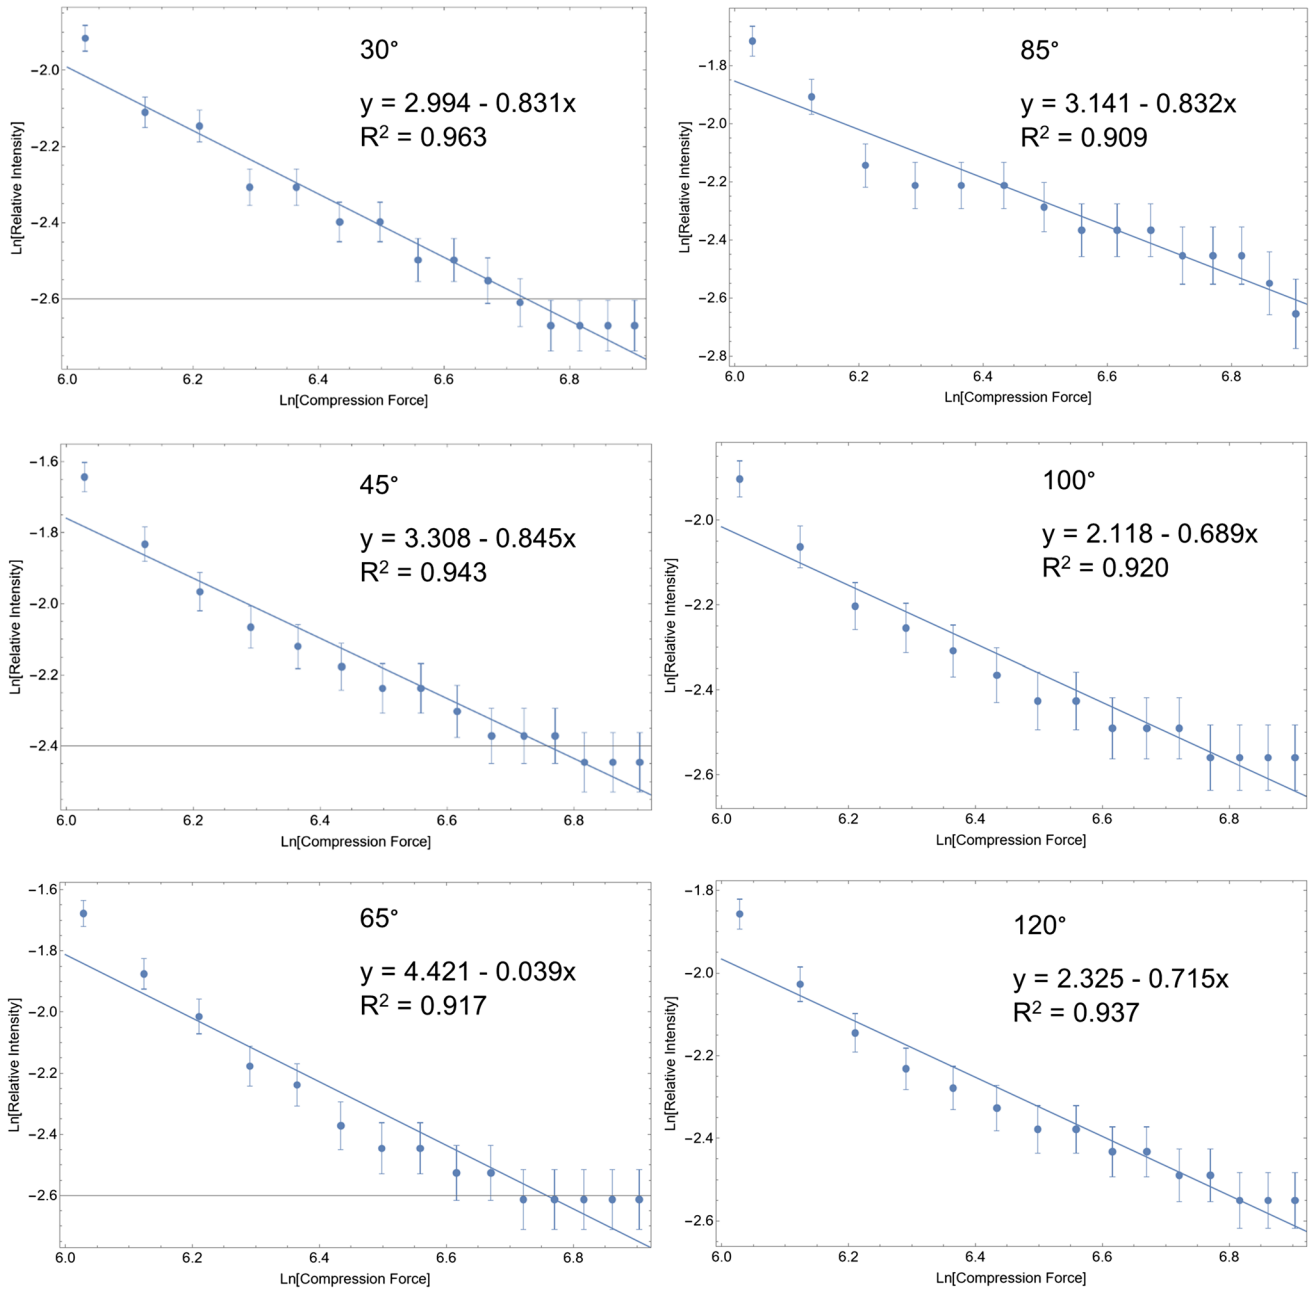 30°
y = 2.994 - 0.831x
R² = 0.963
−2.0
−2.2
−2.4
−2.6
Ln[Relative Intensity]
6.0 6.2 6.4 6.6 6.8
Ln[Compression Force]
85°
y = 3.141 - 0.832x
R² = 0.909
−1.8
−2.0
−2.2
−2.4
−2.6
−2.8
Ln[Relative Intensity]
6.0 6.2 6.4 6.6 6.8
Ln[Compression Force]
45°
y = 3.308 - 0.845x
R² = 0.943
−1.6
−1.8
−2.0
−2.2
−2.4
Ln[Relative Intensity]
6.0 6.2 6.4 6.6 6.8
Ln[Compression Force]
100°
y = 2.118 - 0.689x
R² = 0.920
−2.0
−2.2
−2.4
−2.6
Ln[Relative Intensity]
6.0 6.2 6.4 6.6 6.8
Ln[Compression Force]
65°
y = 4.421 - 0.039x
R² = 0.917
−1.6
−1.8
−2.0
−2.2
−2.4
−2.6
Ln[Relative Intensity]
6.0 6.2 6.4 6.6 6.8
Ln[Compression Force]
120°
y = 2.325 - 0.715x
R² = 0.937
−1.8
−2.0
−2.2
−2.4
−2.6
Ln[Relative Intensity]
6.0 6.2 6.4 6.6 6.8
Ln[Compression Force]